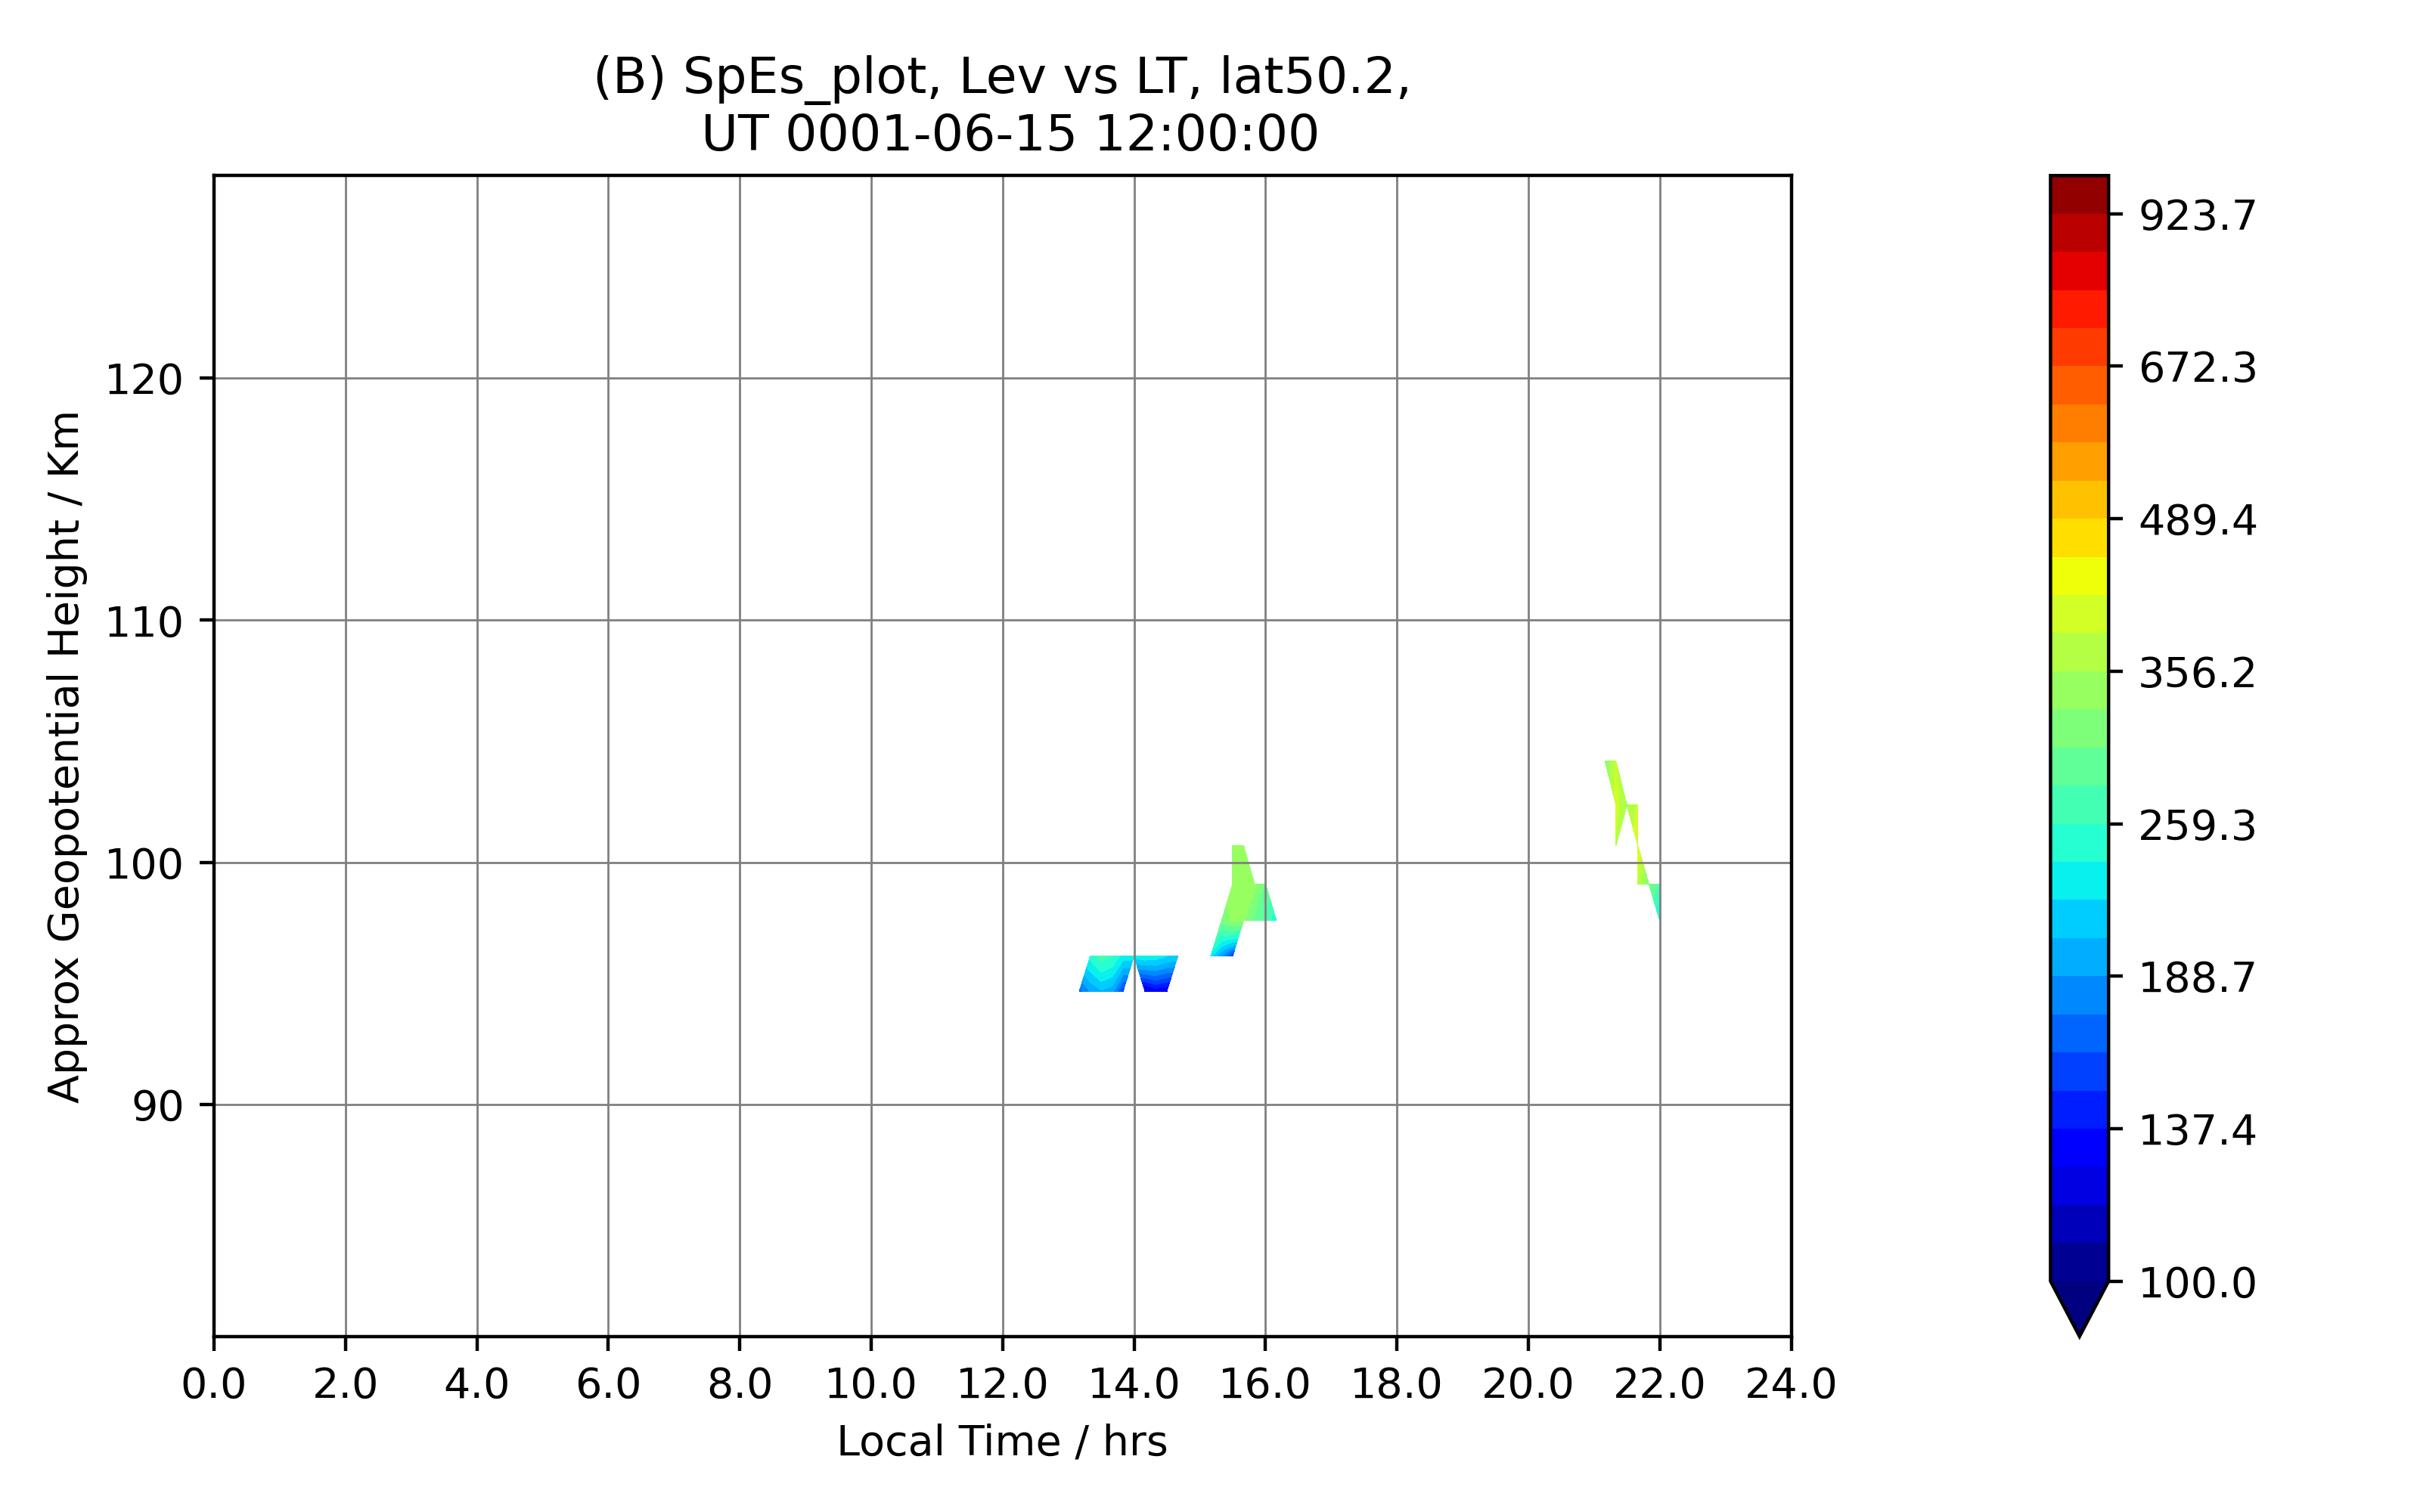 (B) SpEs_plot, Lev vs LT, lat50.2,
UT 0001-06-15 12:00:00
Approx Geopotential Height / Km
120
110
100
90
0.0 2.0 4.0 6.0 8.0 10.0 12.0 14.0 16.0 18.0 20.0 22.0 24.0
Local Time / hrs
923.7
672.3
489.4
356.2
259.3
188.7
137.4
100.0